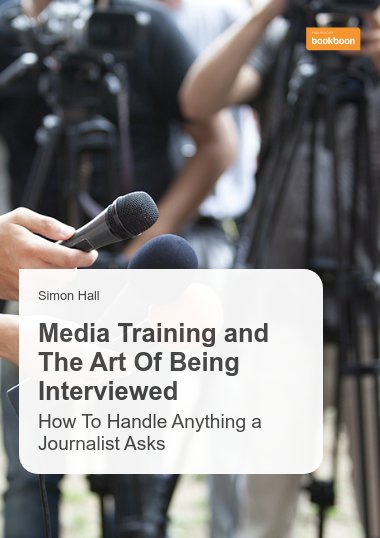 bookboon
Simon Hall
Media Training and
The Art Of Being
Interviewed
How To Handle Anything a
Journalist Asks